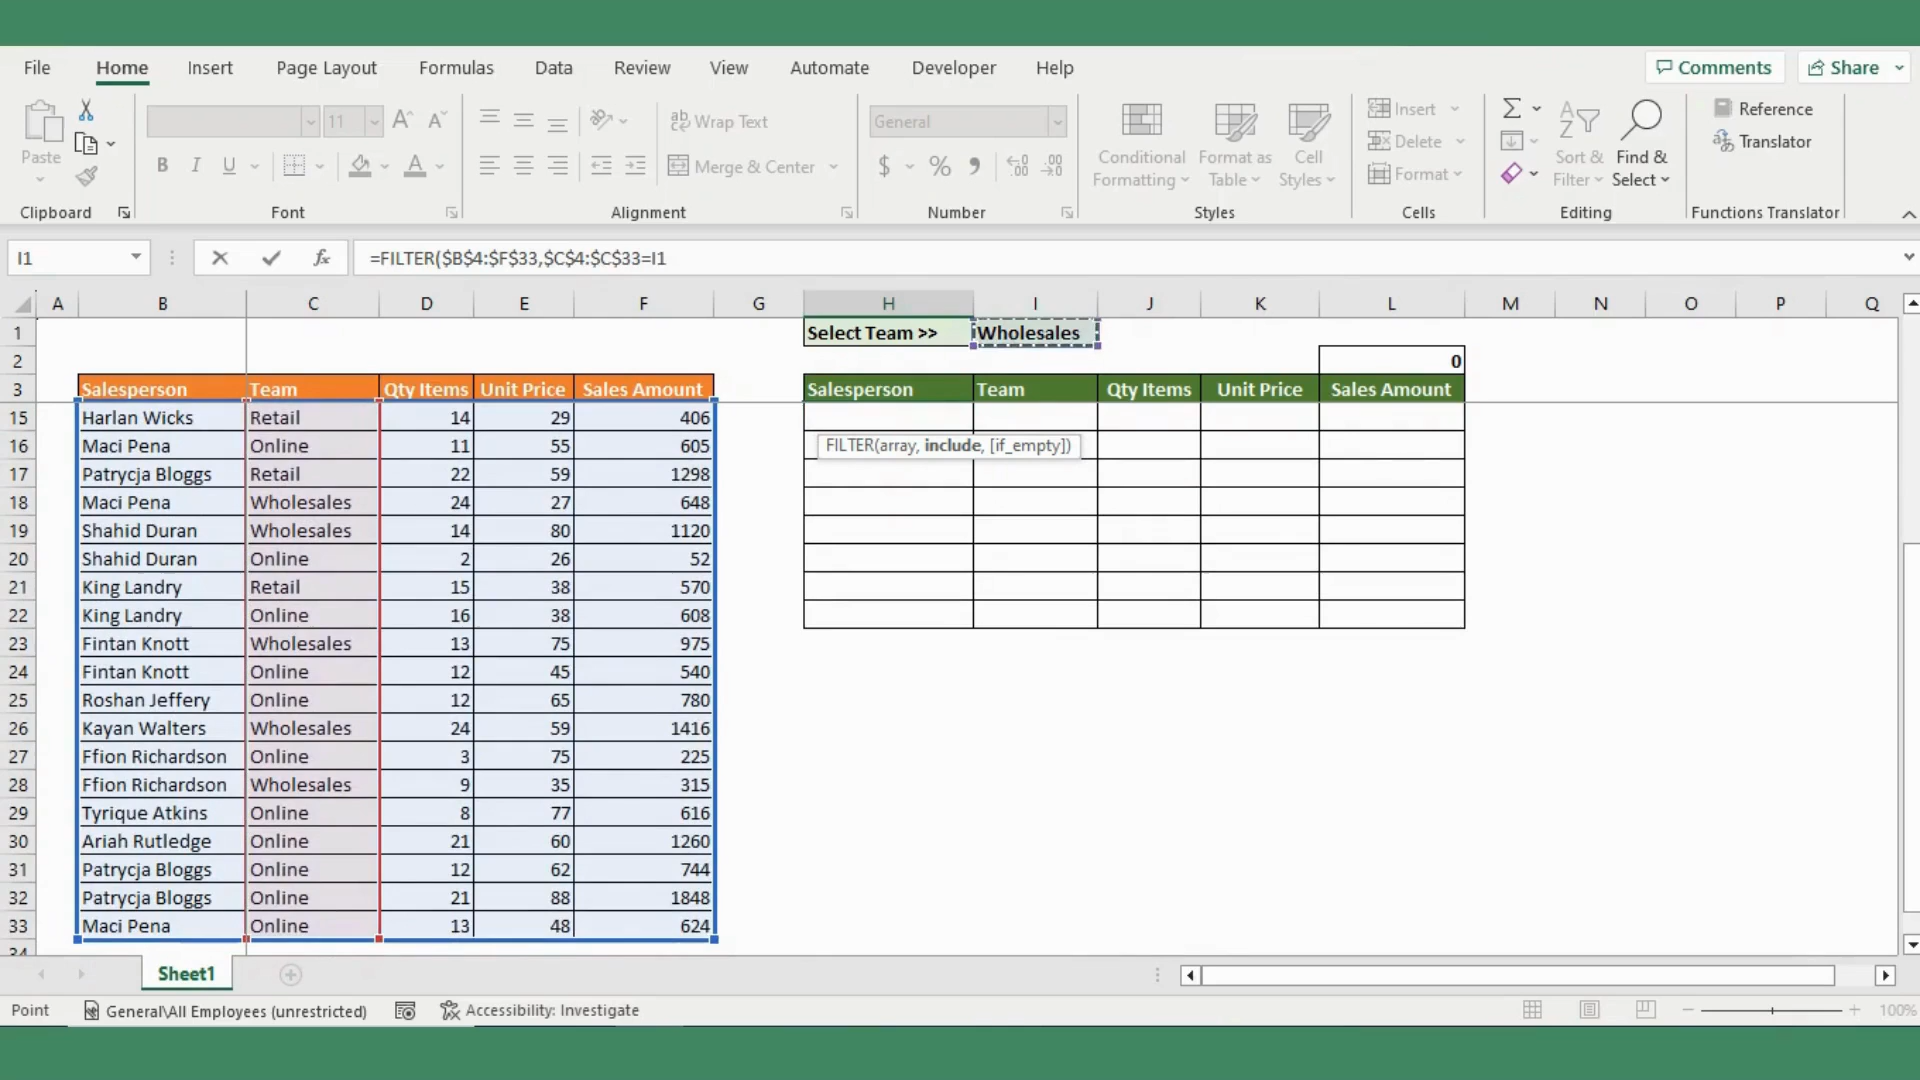 File Home Insert Page Layout Formulas Data Review View Automate Developer Help Comments Share
Paste 11 A A ab Wrap Text General Insert Σ A Z Reference
B I U A Merge & Center $ % , Conditional Formatting Format as Table Cell Styles Delete Format Sort & Filter Find & Select Translator
Clipboard Font Alignment Number Styles Cells Editing Functions Translator
I1 fx =FILTER($B$4:$F$33,$C$4:$C$33=I1
A B C D E F G H I J K L M N O P Q
1 Select Team >> Wholesales
2 0
3 Salesperson Team Qty Items Unit Price Sales Amount Salesperson Team Qty Items Unit Price Sales Amount
15 Harlan Wicks Retail 14 29 406
16 Maci Pena Online 11 55 605 FILTER(array, include, [if_empty])
17 Patrycja Bloggs Retail 22 59 1298
18 Maci Pena Wholesales 24 27 648
19 Shahid Duran Wholesales 14 80 1120
20 Shahid Duran Online 2 26 52
21 King Landry Retail 15 38 570
22 King Landry Online 16 38 608
23 Fintan Knott Wholesales 13 75 975
24 Fintan Knott Online 12 45 540
25 Roshan Jeffery Online 12 65 780
26 Kayan Walters Wholesales 24 59 1416
27 Ffion Richardson Online 3 75 225
28 Ffion Richardson Wholesales 9 35 315
29 Tyrique Atkins Online 8 77 616
30 Ariah Rutledge Online 21 60 1260
31 Patrycja Bloggs Online 12 62 744
32 Patrycja Bloggs Online 21 88 1848
33 Maci Pena Online 13 48 624
34
Sheet1
Point General\All Employees (unrestricted) Accessibility: Investigate 100%